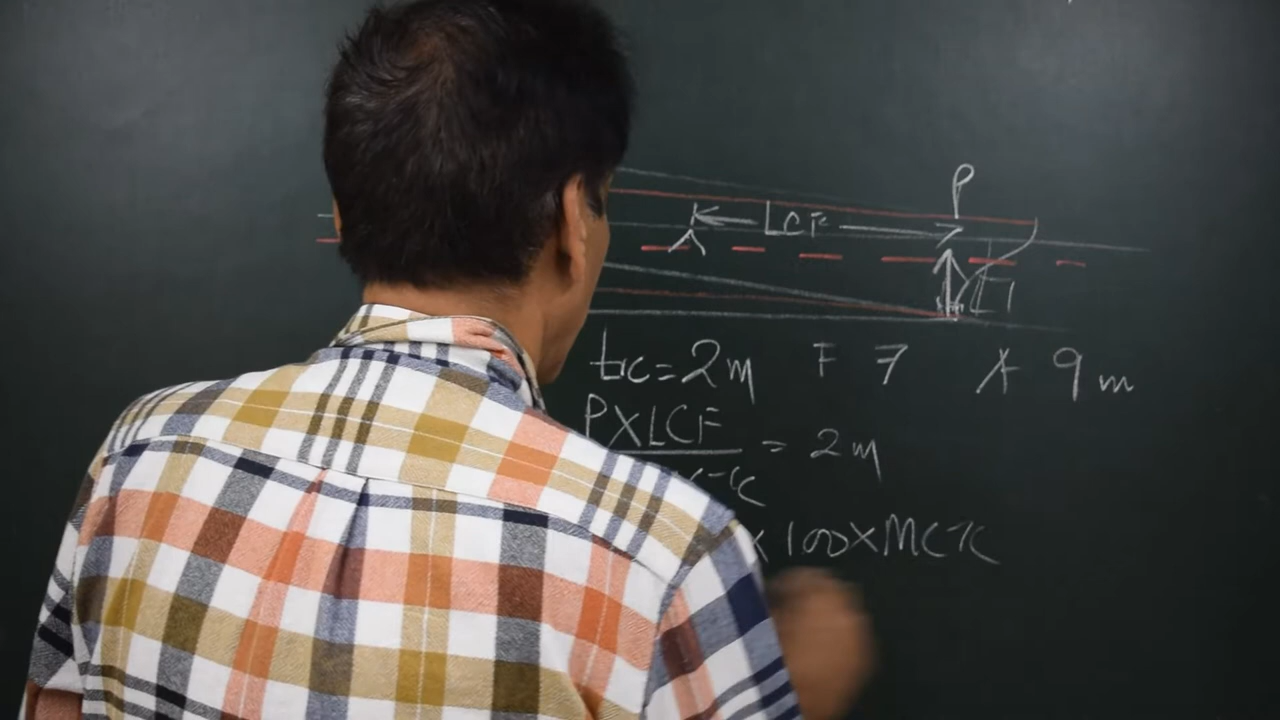 P
LCF
tc=2m F 7 A 9m
PXLCF = 2m
X100XMCTC